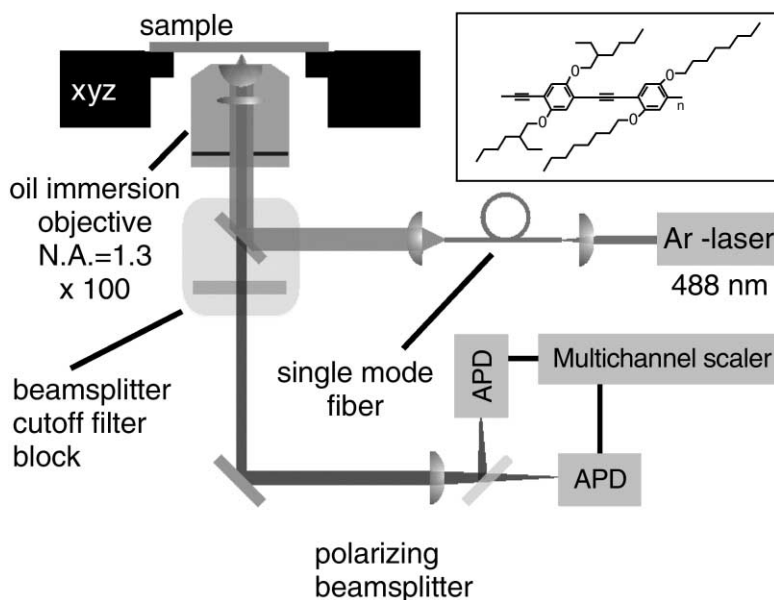 sample
xyz
oil immersion
objective
N.A.=1.3
x 100
O
O
O
O
n
Ar -laser
488 nm
single mode
fiber
beamsplitter
cutoff filter
block
APD
Multichannel scaler
APD
polarizing
beamsplitter